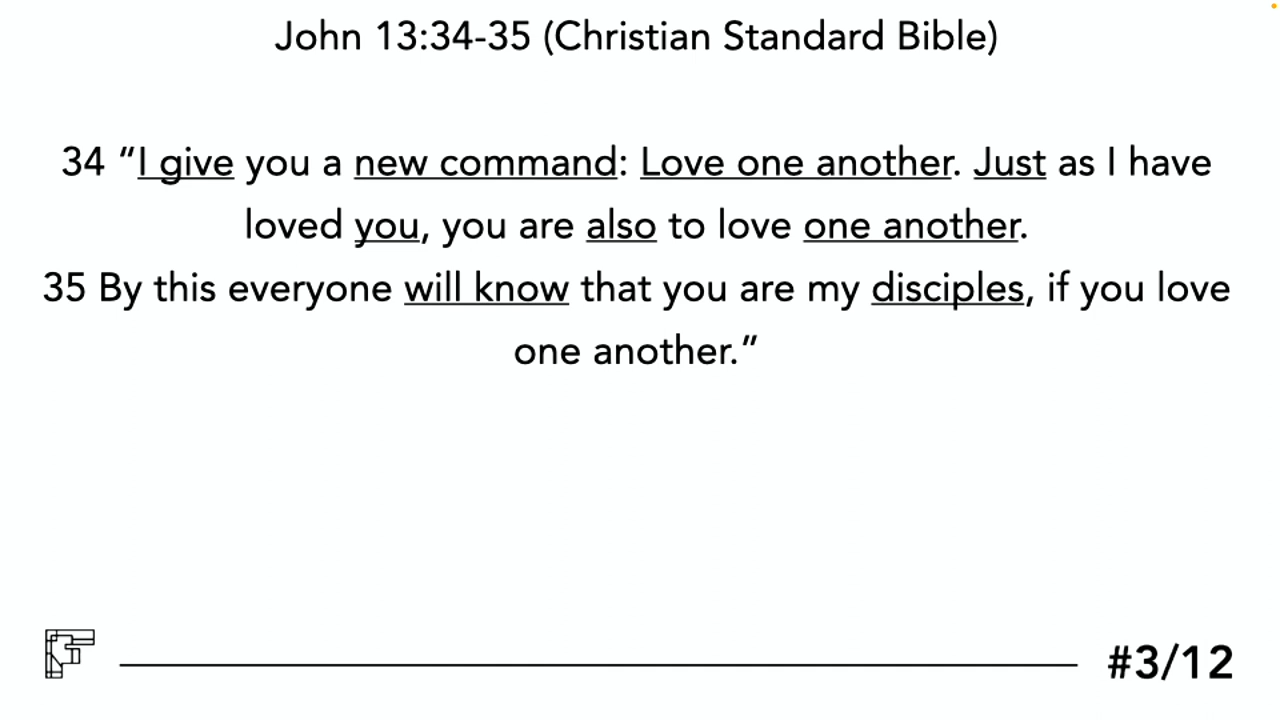 John 13:34-35 (Christian Standard Bible)
34 “I give you a new command: Love one another. Just as I have
loved you, you are also to love one another.
35 By this everyone will know that you are my disciples, if you love
one another.”
#3/12